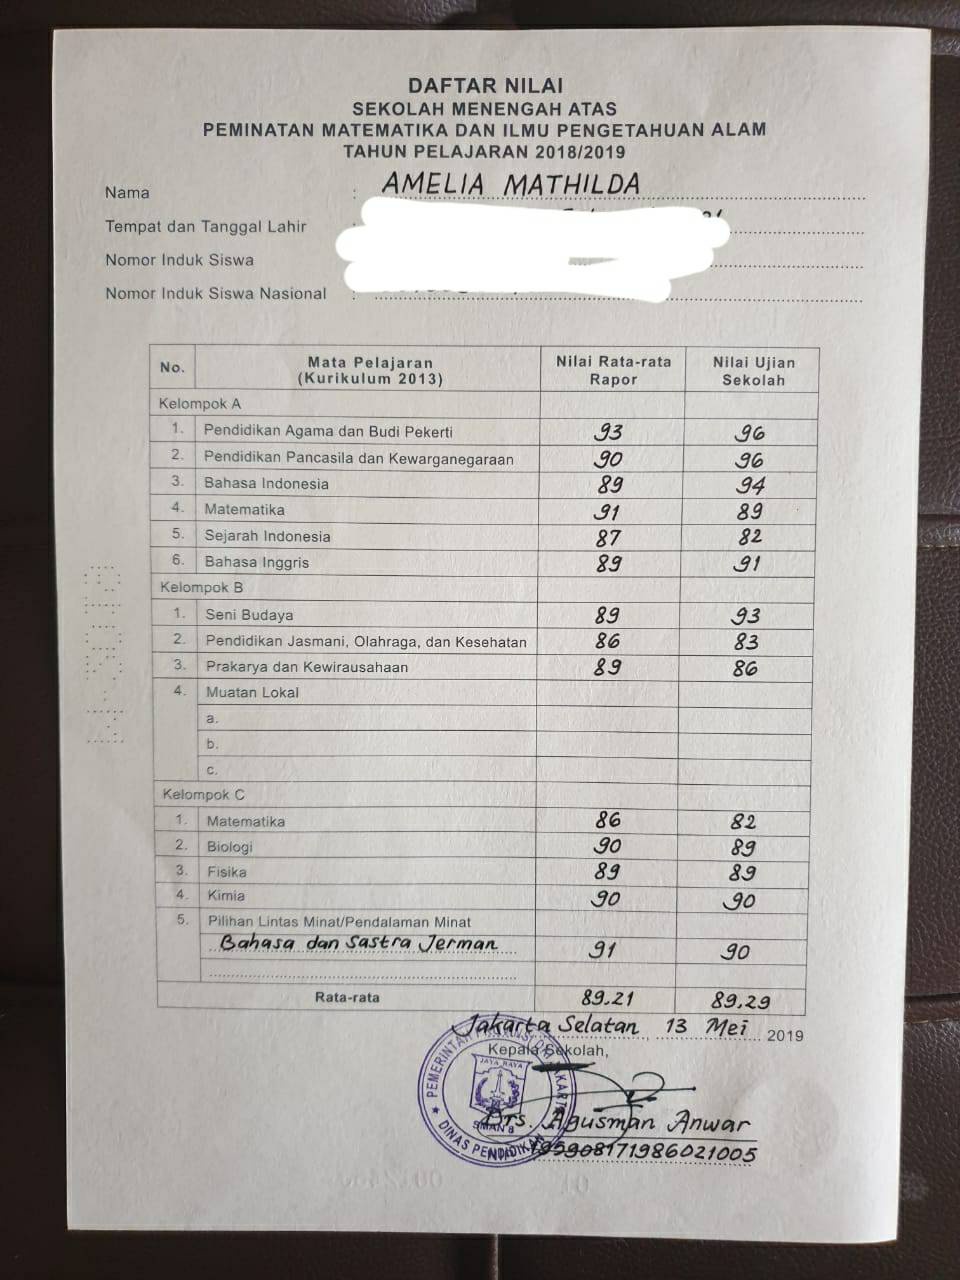 DAFTAR NILAI
SEKOLAH MENENGAH ATAS
PEMINATAN MATEMATIKA DAN ILMU PENGETAHUAN ALAM
TAHUN PELAJARAN 2018/2019
Nama : AMELIA MATHILDA
Tempat dan Tanggal Lahir :
Nomor Induk Siswa
Nomor Induk Siswa Nasional :
No. Mata Pelajaran (Kurikulum 2013) Nilai Rata-rata Rapor Nilai Ujian Sekolah
Kelompok A
1. Pendidikan Agama dan Budi Pekerti 93 96
2. Pendidikan Pancasila dan Kewarganegaraan 90 96
3. Bahasa Indonesia 89 94
4. Matematika 91 89
5. Sejarah Indonesia 87 82
6. Bahasa Inggris 89 91
Kelompok B
1. Seni Budaya 89 93
2. Pendidikan Jasmani, Olahraga, dan Kesehatan 86 83
3. Prakarya dan Kewirausahaan 89 86
4. Muatan Lokal
a.
b.
c.
Kelompok C
1. Matematika 86 82
2. Biologi 90 89
3. Fisika 89 89
4. Kimia 90 90
5. Pilihan Lintas Minat/Pendalaman Minat
Bahasa dan Sastra Jerman 91 90
Rata-rata 89.21 89.29
Jakarta Selatan, 13 Mei 2019
Kepala Sekolah,
JAYA RAYA
Drs. Agusman Anwar
SMAN 8
DINAS PENDIDIKAN
195908171986021005